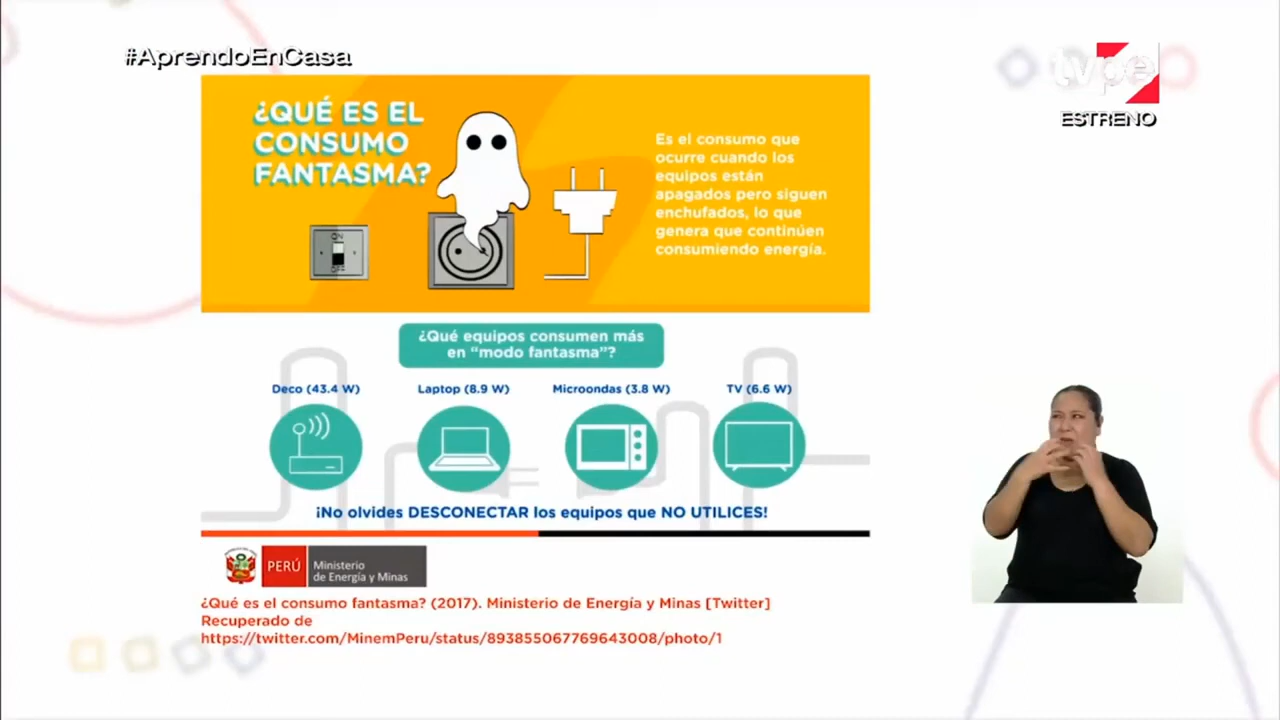 #AprendoEnCasa
tvpe
ESTRENO
¿QUÉ ES EL
CONSUMO
FANTASMA?
ON
OFF
Es el consumo que
ocurre cuando los
equipos están
apagados pero siguen
enchufados, lo que
genera que continúen
consumiendo energía.
¿Qué equipos consumen más
en “modo fantasma”?
Deco (43.4 W)
Laptop (8.9 W)
Microondas (3.8 W)
TV (6.6 W)
¡No olvides DESCONECTAR los equipos que NO UTILICES!
PERÚ
Ministerio
de Energía y Minas
¿Qué es el consumo fantasma? (2017). Ministerio de Energía y Minas [Twitter]
Recuperado de
https://twitter.com/MinemPeru/status/893855067769643008/photo/1